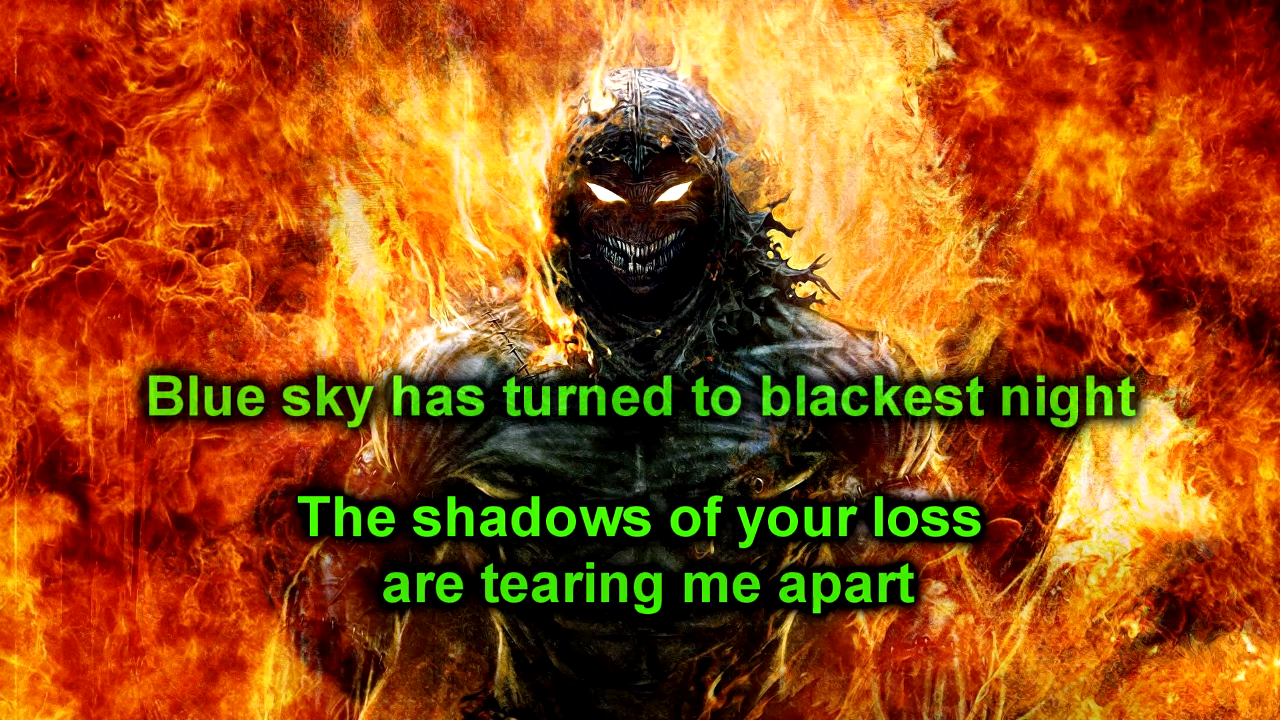 Blue sky has turned to blackest night
The shadows of your loss
are tearing me apart